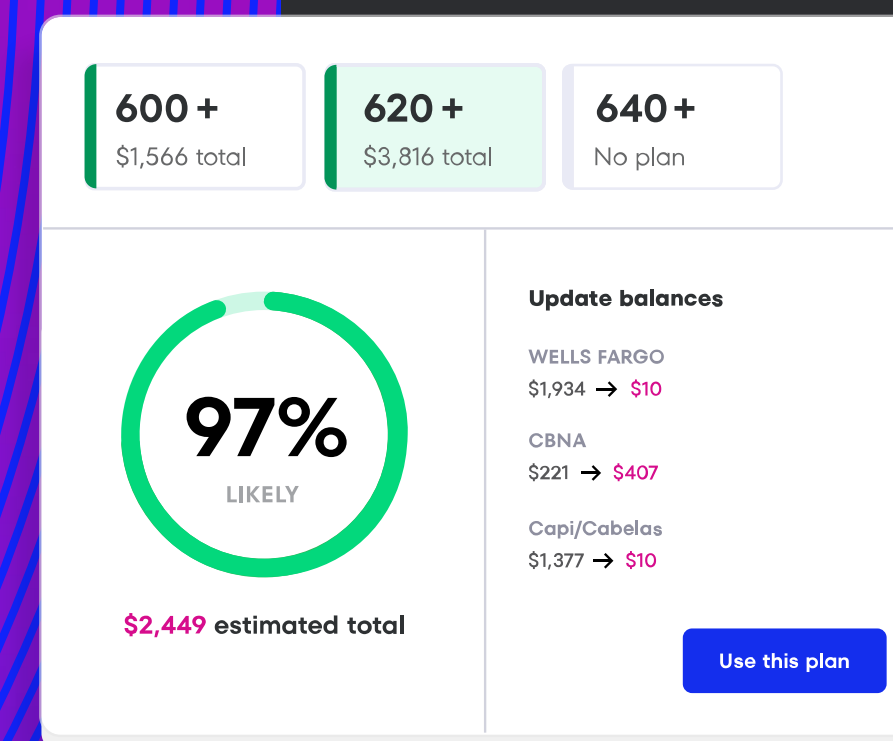 600 +
$1,566 total
620 +
$3,816 total
640 +
No plan
97%
LIKELY
$2,449 estimated total
Update balances
WELLS FARGO
$1,934 → $10
CBNA
$221 → $407
Capi/Cabelas
$1,377 → $10
Use this plan